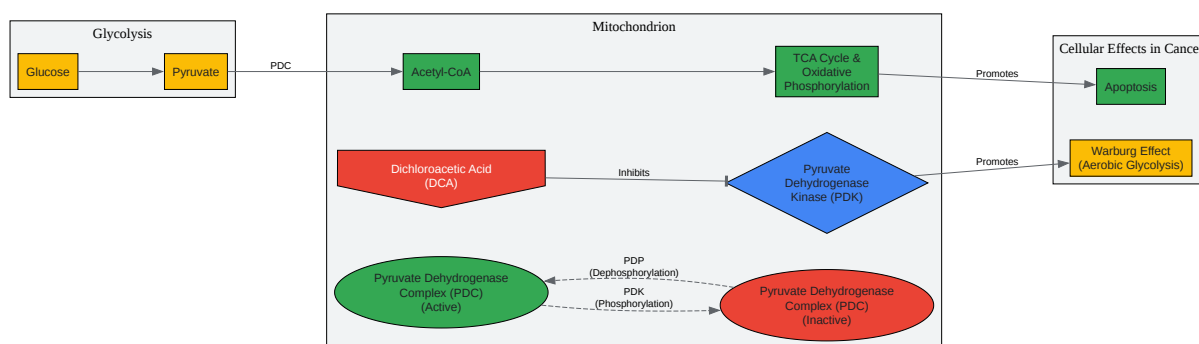 Glycolysis
Glucose
Pyruvate
PDC
Mitochondrion
Acetyl-CoA
TCA Cycle &
Oxidative
Phosphorylation
Promotes
Cellular Effects in Cance
Apoptosis
Dichloroacetic Acid
(DCA)
Inhibits
Pyruvate
Dehydrogenase
Kinase (PDK)
Promotes
Warburg Effect
(Aerobic Glycolysis)
Pyruvate Dehydrogenase
Complex (PDC)
(Active)
PDP
(Dephosphorylation)
PDK
(Phosphorylation)
Pyruvate Dehydrogenase
Complex (PDC)
(Inactive)